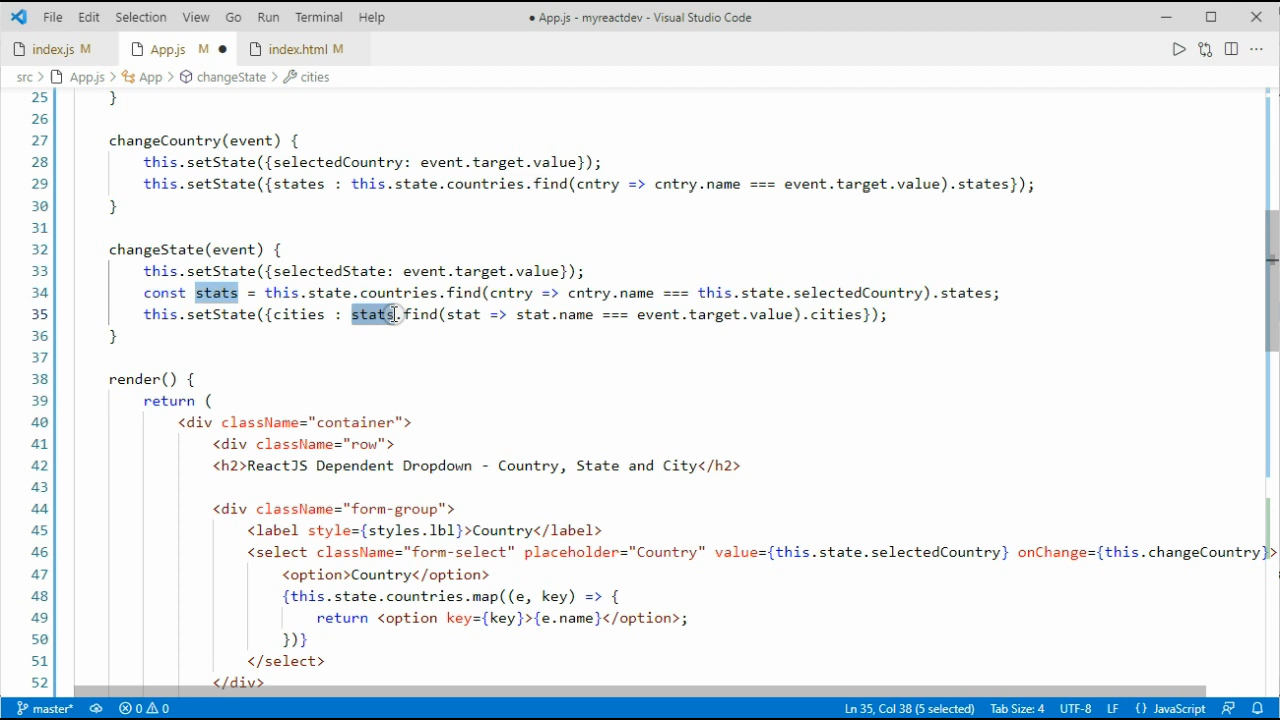 File Edit Selection View Go Run Terminal Help ● App.js - myreactdev - Visual Studio Code
index.js M App.js M ● index.html M
src > App.js > App > changeState > cities
25 }
26
27 changeCountry(event) {
28 this.setState({selectedCountry: event.target.value});
29 this.setState({states : this.state.countries.find(cntry => cntry.name === event.target.value).states});
30 }
31
32 changeState(event) {
33 this.setState({selectedState: event.target.value});
34 const stats = this.state.countries.find(cntry => cntry.name === this.state.selectedCountry).states;
35 this.setState({cities : stats.find(stat => stat.name === event.target.value).cities});
36 }
37
38 render() {
39 return (
40 <div className="container">
41 <div className="row">
42 <h2>ReactJS Dependent Dropdown - Country, State and City</h2>
43
44 <div className="form-group">
45 <label style={styles.lbl}>Country</label>
46 <select className="form-select" placeholder="Country" value={this.state.selectedCountry} onChange={this.changeCountry}>
47 <option>Country</option>
48 {this.state.countries.map((e, key) => {
49 return <option key={key}>{e.name}</option>;
50 })}
51 </select>
52 </div>
master* 0 0 Ln 35, Col 38 (5 selected) Tab Size: 4 UTF-8 LF {} JavaScript